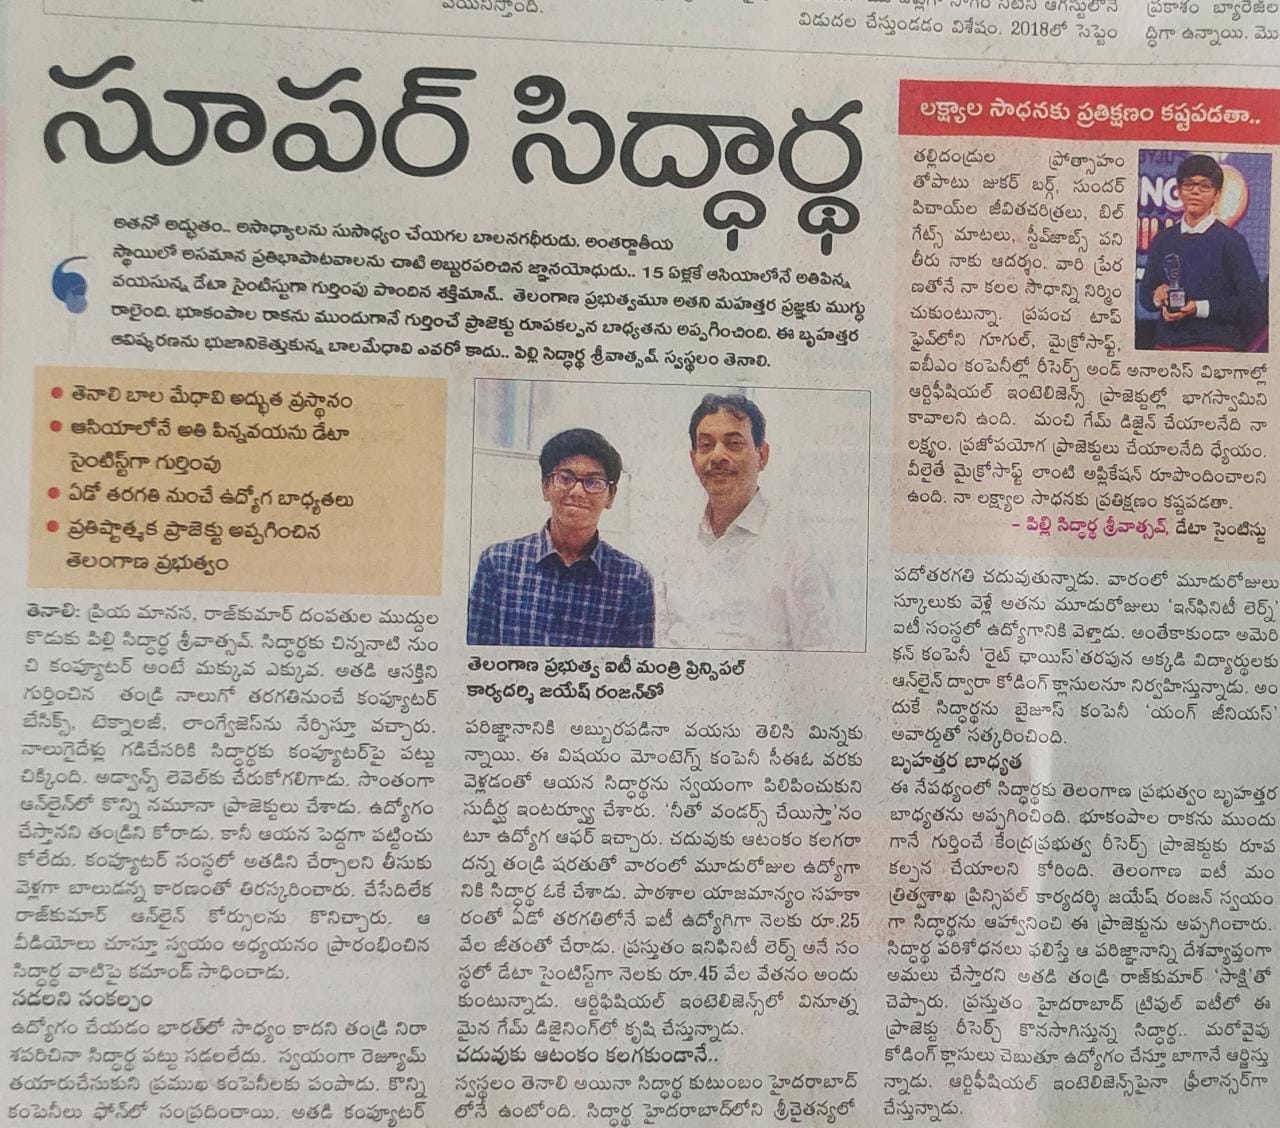 విడుదల చేస్తుండడం విశేషం. 2018లో సెప్టెం
ప్రకాశం బ్యారేజీల
ద్ధిగా ఉన్నాయి. మొ
సూపర్ సిద్ధార్థ
అతనో అద్భుతం.. అసాధ్యాలను సుసాధ్యం చేయగల బాలనగధీరుడు. అంతర్జాతీయ
స్థాయిలో అసమాన ప్రతిభాపాటవాలను చాటి అబ్బురపరిచిన జ్ఞానయోధుడు.. 15 ఏళ్లకే ఆసియాలోనే అతిపిన్న
వయసున్న డేటా సైంటిస్టుగా గుర్తింపు పొందిన శక్తిమాన్.. తెలంగాణ ప్రభుత్వమూ అతని మహత్తర ప్రజ్ఞకు ముగ్ధు
రాలైంది. భూకంపాల రాకను ముందుగానే గుర్తించే ప్రాజెక్టు రూపకల్పన బాధ్యతను అప్పగించింది. ఈ బృహత్తర
ఆవిష్కరణను భుజానికెత్తుకున్న బాలమేధావి ఎవరో కాదు.. పిల్లి సిద్ధార్థ శ్రీవాత్సవ్. స్వస్థలం తెనాలి.
• తెనాలి బాల మేధావి అద్భుత ప్రస్థానం
• ఆసియాలోనే అతి పిన్నవయను డేటా
సైంటిస్ట్‌గా గుర్తింపు
• ఏడో తరగతి నుంచే ఉద్యోగ బాధ్యతలు
• ప్రతిష్టాత్మక ప్రాజెక్టు అప్పగించిన
తెలంగాణ ప్రభుత్వం
తెనాలి: ప్రియ మానస, రాజ్‌కుమార్ దంపతుల ముద్దుల
కొడుకు పిల్లి సిద్ధార్థ శ్రీవాత్సవ్. సిద్ధార్థకు చిన్ననాటి నుం
చి కంప్యూటర్ అంటే మక్కువ ఎక్కువ. అతడి ఆసక్తిని
గుర్తించిన తండ్రి నాలుగో తరగతినుంచే కంప్యూటర్
బేసిక్స్, టెక్నాలజీ, లాంగ్వేజెస్‌ను నేర్పిస్తూ వచ్చారు.
నాలుగైదేళ్లు గడిచేసరికి సిద్ధార్థకు కంప్యూటర్‌పై పట్టు
చిక్కింది. అడ్వాన్స్ లెవెల్‌కు చేరుకోగలిగాడు. సొంతంగా
ఆన్‌లైన్‌లో కొన్ని నమూనా ప్రాజెక్టులు చేశాడు. ఉద్యోగం
చేస్తానని తండ్రిని కోరాడు. కానీ ఆయన పెద్దగా పట్టించు
కోలేదు. కంప్యూటర్ సంస్థలో అతడిని చేర్చాలని తీసుకు
వెళ్లగా బాలుడన్న కారణంతో తిరస్కరించారు. చేసేదిలేక
రాజ్‌కుమార్ ఆన్‌లైన్ కోర్సులను కొనిచ్చారు. ఆ
వీడియోలు చూస్తూ స్వయం అధ్యయనం ప్రారంభించిన
సిద్ధార్థ వాటిపై కమాండ్ సాధించాడు.
సడలని సంకల్పం
ఉద్యోగం చేయడం భారత్‌లో సాధ్యం కాదని తండ్రి నిరా
శపరిచినా సిద్ధార్థ పట్టు సడలలేదు. స్వయంగా రెజ్యూమ్
తయారుచేసుకుని ప్రముఖ కంపెనీలకు పంపాడు. కొన్ని
కంపెనీలు ఫోన్‌లో సంప్రదించాయి. అతడి కంప్యూటర్
తెలంగాణ ప్రభుత్వ ఐటీ మంత్రి ప్రిన్సిపల్
కార్యదర్శి జయేష్ రంజన్‌తో
పరిజ్ఞానానికి అబ్బురపడినా వయసు తెలిసి మిన్నకు
న్నాయి. ఈ విషయం మోంటెగ్న్ కంపెనీ సీఈఓ వరకు
వెళ్లడంతో ఆయన సిద్ధార్థను స్వయంగా పిలిపించుకుని
సుదీర్ఘ ఇంటర్వ్యూ చేశారు. 'నీతో వండర్స్ చేయిస్తా'నం
టూ ఉద్యోగ ఆఫర్ ఇచ్చారు. చదువుకు ఆటంకం కలగరా
దన్న తండ్రి షరతుతో వారంలో మూడురోజుల ఉద్యోగా
నికి సిద్ధార్థ ఓకే చేశాడు. పాఠశాల యాజమాన్యం సహకా
రంతో ఏడో తరగతిలోనే ఐటీ ఉద్యోగిగా నెలకు రూ.25
వేల జీతంతో చేరాడు. ప్రస్తుతం ఇనిఫినిటీ లెర్న్ అనే సం
స్థలో డేటా సైంటిస్ట్‌గా నెలకు రూ.45 వేల వేతనం అందు
కుంటున్నాడు. ఆర్టిఫిషియల్ ఇంటెలిజెన్స్‌లో వినూత్న
మైన గేమ్ డిజైనింగ్‌లో కృషి చేస్తున్నాడు.
చదువుకు ఆటంకం కలగకుండానే..
స్వస్థలం తెనాలి అయినా సిద్ధార్థ కుటుంబం హైదరాబాద్
లోనే ఉంటోంది. సిద్ధార్థ హైదరాబాద్‌లోని శ్రీచైతన్యలో
లక్ష్యాల సాధనకు ప్రతిక్షణం కష్టపడతా..
తల్లిదండ్రుల ప్రోత్సాహం
తోపాటు జుకర్ బర్గ్, సుందర్
పిచాయ్‌ల జీవితచరిత్రలు, బిల్
గేట్స్ మాటలు, స్టీవ్‌జాబ్స్ పని
తీరు నాకు ఆదర్శం. వారి ప్రేర
ణతోనే నా కలల సౌధాన్ని నిర్మిం
చుకుంటున్నా. ప్రపంచ టాప్
ఫైవ్‌లోని గూగుల్, మైక్రోసాఫ్ట్,
ఐబీఎం కంపెనీల్లో రీసెర్చ్ అండ్ అనాలసిస్ విభాగాల్లో
ఆర్టిఫిషియల్ ఇంటెలిజెన్స్ ప్రాజెక్టుల్లో భాగస్వామిని
కావాలని ఉంది. మంచి గేమ్ డిజైన్ చేయాలనేది నా
లక్ష్యం. ప్రజోపయోగ ప్రాజెక్టులు చేయాలనేది ధ్యేయం.
వీలైతే మైక్రోసాఫ్ట్ లాంటి అప్లికేషన్ రూపొందించాలని
ఉంది. నా లక్ష్యాల సాధనకు ప్రతిక్షణం కష్టపడతా.
– పిల్లి సిద్ధార్థ శ్రీవాత్సవ్, డేటా సైంటిస్టు
పదోతరగతి చదువుతున్నాడు. వారంలో మూడురోజులు
స్కూలుకు వెళ్లే అతను మూడురోజులు 'ఇన్‌ఫినిటీ లెర్న్'
ఐటీ సంస్థలో ఉద్యోగానికి వెళ్తాడు. అంతేకాకుండా అమెరి
కన్ కంపెనీ 'రైట్ ఛాయిస్'తరపున అక్కడి విద్యార్థులకు
ఆన్‌లైన్ ద్వారా కోడింగ్ క్లాసులనూ నిర్వహిస్తున్నాడు. అం
దుకే సిద్ధార్థను బైజూస్ కంపెనీ 'యంగ్ జీనియస్'
అవార్డుతో సత్కరించింది.
బృహత్తర బాధ్యత
ఈ నేపథ్యంలో సిద్ధార్థకు తెలంగాణ ప్రభుత్వం బృహత్తర
బాధ్యతను అప్పగించింది. భూకంపాల రాకను ముందు
గానే గుర్తించే కేంద్రప్రభుత్వ రీసెర్చ్ ప్రాజెక్టుకు రూప
కల్పన చేయాలని కోరింది. తెలంగాణ ఐటీ మం
త్రిత్వశాఖ ప్రిన్సిపల్ కార్యదర్శి జయేష్ రంజన్ స్వయం
గా సిద్ధార్థను ఆహ్వానించి ఈ ప్రాజెక్టును అప్పగించారు.
సిద్ధార్థ పరిశోధనలు ఫలిస్తే ఆ పరిజ్ఞానాన్ని దేశవ్యాప్తంగా
అమలు చేస్తారని అతడి తండ్రి రాజ్‌కుమార్ 'సాక్షి'తో
చెప్పారు. ప్రస్తుతం హైదరాబాద్ ట్రిపుల్ ఐటీలో ఈ
ప్రాజెక్టు రీసెర్చ్ కొనసాగిస్తున్న సిద్ధార్థ.. మరోవైపు
కోడింగ్ క్లాసులు చెబుతూ ఉద్యోగం చేస్తూ బాగానే ఆర్జిస్తు
న్నాడు. ఆర్టిఫీషియల్ ఇంటెలిజెన్స్‌పైనా ఫ్రీలాన్సర్‌గా
చేస్తున్నాడు.